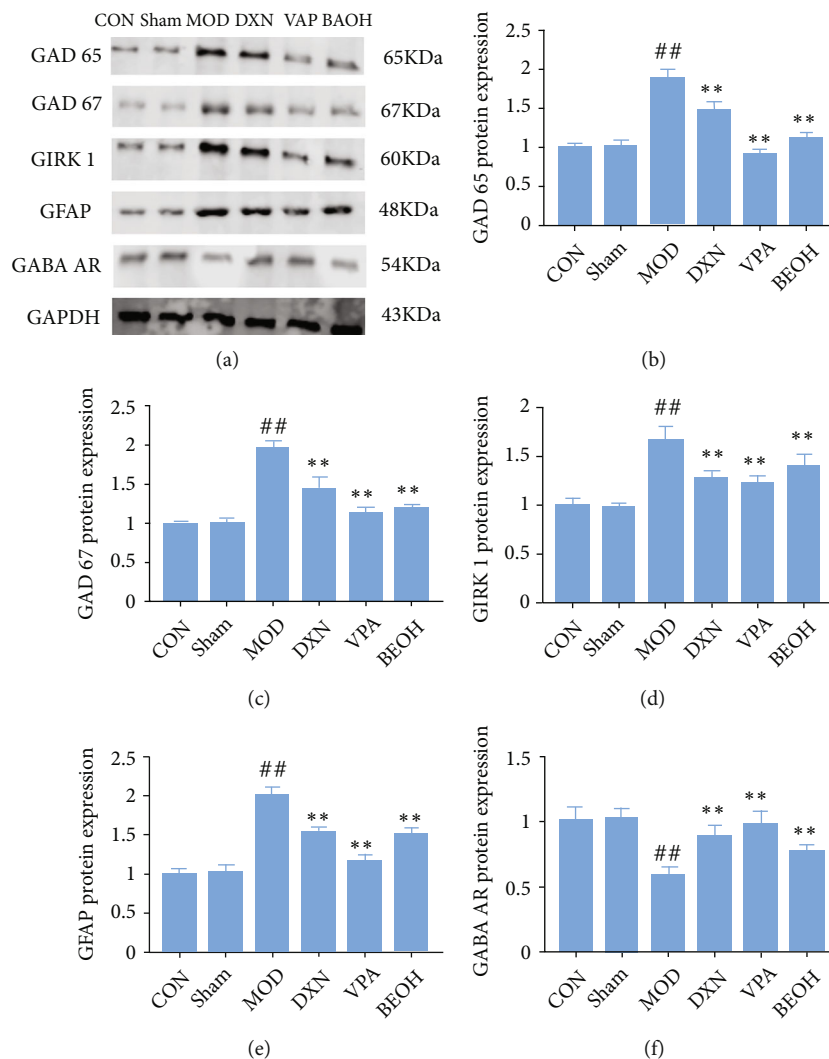 CON Sham MOD DXN VAP BAOH
GAD 65 65KDa
GAD 67 67KDa
GIRK 1 60KDa
GFAP 48KDa
GABA AR 54KDa
GAPDH 43KDa
(a)
GAD 65 protein expression
2.5
2
1.5
1
0.5
0
##
**
**
**
CON
Sham
MOD
DXN
VPA
BEOH
(b)
GAD 67 protein expression
2.5
2
1.5
1
0.5
0
##
**
**
**
CON
Sham
MOD
DXN
VPA
BEOH
(c)
GIRK 1 protein expression
2
1.5
1
0.5
0
##
**
**
**
CON
Sham
MOD
DXN
VPA
BEOH
(d)
GFAP protein expression
2.5
2
1.5
1
0.5
0
##
**
**
**
CON
Sham
MOD
DXN
VPA
BEOH
(e)
GABA AR protein expression
1.5
1
0.5
0
##
**
**
**
CON
Sham
MOD
DXN
VPA
BEOH
(f)